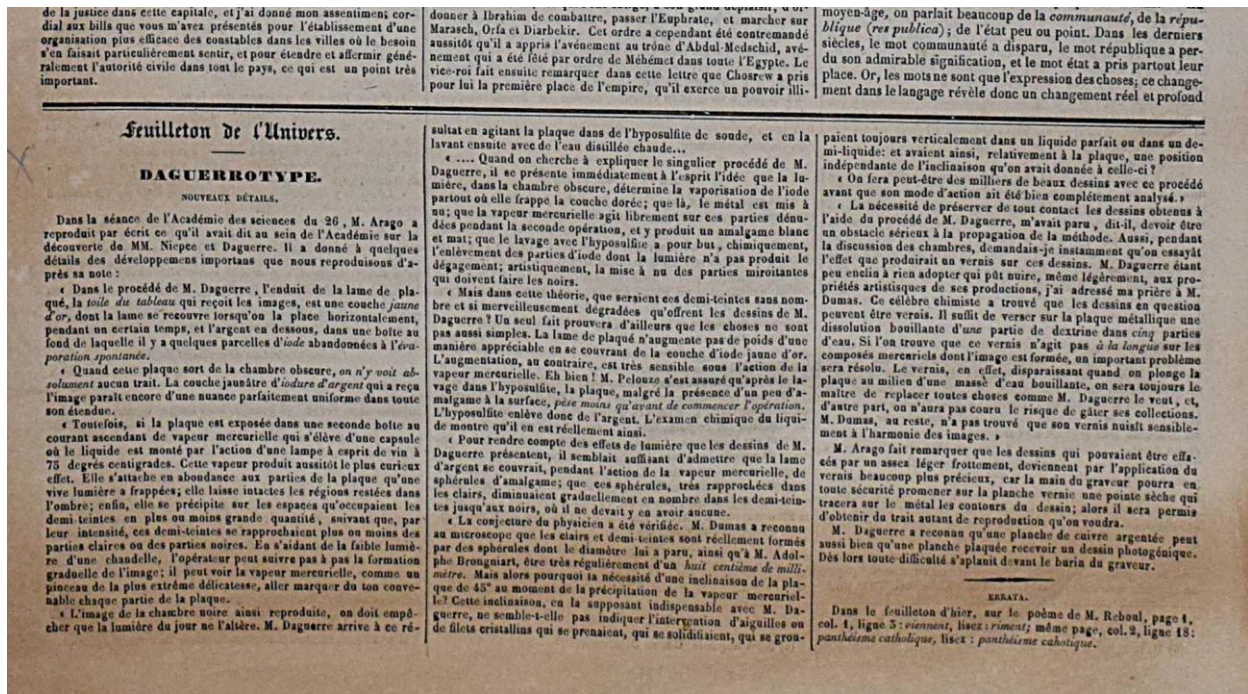 de la justice dans cette capitale, et j'ai donné mon assentiment cor-
dial aux bills que vous m'avez présentés pour l'établissement d'une
organisation plus efficace des constables dans les villes où le besoin
s'en faisait particulièrement sentir, et pour étendre et affermir géné-
ralement l'autorité civile dans tout le pays, ce qui est un point très
important.
donner à Ibrahim de combattre, passer l'Euphrate, et marcher sur
Marasch, Orfa et Diarbekir. Cet ordre a cependant été contremandé
aussitôt qu'il a appris l'avénement au trône d'Abdul-Medschid, avé-
nement qui a été fêté par ordre de Méhémet dans toute l'Egypte. Le
vice-roi fait ensuite remarquer dans cette lettre que Chosrew a pris
pour lui la première place de l'empire, qu'il exerce un pouvoir illi-
moyen-âge, on parlait beaucoup de la communauté, de la répu-
blique (res publica); de l'état peu ou point. Dans les derniers
siècles, le mot communauté a disparu, le mot république a per-
du son admirable signification, et le mot état a pris partout leur
place. Or, les mots ne sont que l'expression des choses; ce change-
ment dans le langage révèle donc un changement réel et profond
Feuilleton de l'Univers.
DAGUERROTYPE.
NOUVEAUX DÉTAILS.
Dans la séance de l'Académie des sciences du 26, M. Arago a
reproduit par écrit ce qu'il avait dit au sein de l'Académie sur la
découverte de MM. Niepce et Daguerre. Il a donné à quelques
détails des développemens importans que nous reproduisons d'a-
près sa note :
« Dans le procédé de M. Daguerre, l'enduit de la lame de pla-
qué, la toile du tableau qui reçoit les images, est une couche jaune
d'or, dont la lame se recouvre lorsqu'on la place horizontalement,
pendant un certain temps, et l'argent en dessous, dans une boîte au
fond de laquelle il y a quelques parcelles d'iode abandonnées à l'éva-
poration spontanée.
« Quand cette plaque sort de la chambre obscure, on n'y voit ab-
solument aucun trait. La couche jaunâtre d'iodure d'argent qui a reçu
l'image paraît encore d'une nuance parfaitement uniforme dans toute
son étendue.
« Toutefois, si la plaque est exposée dans une seconde boîte au
courant ascendant de vapeur mercurielle qui s'élève d'une capsule
où le liquide est monté par l'action d'une lampe à esprit de vin à
75 degrés centigrades. Cette vapeur produit aussitôt le plus curieux
effet. Elle s'attache en abondance aux parties de la plaque qu'une
vive lumière a frappées; elle laisse intactes les régions restées dans
l'ombre; enfin, elle se précipite sur les espaces qu'occupaient les
demi-teintes en plus ou moins grande quantité, suivant que, par
leur intensité, ces demi-teintes se rapprochaient plus ou moins des
parties claires ou des parties noires. En s'aidant de la faible lumiè-
re d'une chandelle, l'opérateur peut suivre pas à pas la formation
graduelle de l'image; il peut voir la vapeur mercurielle, comme un
pinceau de la plus extrême délicatesse, aller marquer du ton conve-
nable chaque partie de la plaque.
« L'image de la chambre noire ainsi reproduite, on doit empê-
cher que la lumière du jour ne l'altère. M. Daguerre arrive à ce ré-
sultat en agitant la plaque dans de l'hyposulfite de soude, et en la
lavant ensuite avec de l'eau distillée chaude...
« .... Quand on cherche à expliquer le singulier procédé de M.
Daguerre, il se présente immédiatement à l'esprit l'idée que la lu-
mière, dans la chambre obscure, détermine la vaporisation de l'iode
partout où elle frappe la couche dorée; que là, le métal est mis à
nu; que la vapeur mercurielle agit librement sur ces parties dénu-
dées pendant la seconde opération, et y produit un amalgame blanc
et mat; que le lavage avec l'hyposulfite a pour but, chimiquement,
l'enlèvement des parties d'iode dont la lumière n'a pas produit le
dégagement; artistiquement, la mise à nu des parties miroitantes
qui doivent faire les noirs.
« Mais dans cette théorie, que seraient ces demi-teintes sans nom-
bre et si merveilleusement dégradées qu'offrent les dessins de M.
Daguerre? Un seul fait prouvera d'ailleurs que les choses ne sont
pas aussi simples. La lame de plaqué n'augmente pas de poids d'une
manière appréciable en se couvrant de la couche d'iode jaune d'or.
L'augmentation, au contraire, est très sensible sous l'action de la
vapeur mercurielle. Eh bien! M. Pelouze s'est assuré qu'après le la-
vage dans l'hyposulfite, la plaque, malgré la présence d'un peu d'a-
malgame à la surface, pèse moins qu'avant de commencer l'opération.
L'hyposulfite enlève donc de l'argent. L'examen chimique du liqui-
de montre qu'il en est réellement ainsi.
« Pour rendre compte des effets de lumière que les dessins de M.
Daguerre présentent, il semblait suffisant d'admettre que la lame
d'argent se couvrait, pendant l'action de la vapeur mercurielle, de
sphérules d'amalgame; que ces sphérules, très rapprochées dans
les clairs, diminuaient graduellement en nombre dans les demi-tein-
tes jusqu'aux noirs, où il ne devait y en avoir aucune.
« La conjecture du physicien a été vérifiée. M. Dumas a reconnu
au microscope que les clairs et demi-teintes sont réellement formés
par des sphérules dont le diamètre lui a paru, ainsi qu'à M. Adol-
phe Brongniart, être très régulièrement d'un huit centième de milli-
mètre. Mais alors pourquoi la nécessité d'une inclinaison de la pla-
que de 45° au moment de la précipitation de la vapeur mercuriel-
le? Cette inclinaison, en la supposant indispensable avec M. Da-
guerre, ne semble-t-elle pas indiquer l'intervention d'aiguilles ou
de filets cristallins qui se prenaient, qui se solidifiaient, qui se grou-
paient toujours verticalement dans un liquide parfait ou dans un de-
mi-liquide: et avaient ainsi, relativement à la plaque, une position
indépendante de l'inclinaison qu'on avait donnée à celle-ci?
« On fera peut-être des milliers de beaux dessins avec ce procédé
avant que son mode d'action ait été bien complétement analysé. »
« La nécessité de préserver de tout contact les dessins obtenus à
l'aide du procédé de M. Daguerre, m'avait paru, dit-il, devoir être
un obstacle sérieux à la propagation de la méthode. Aussi, pendant
la discussion des chambres, demandais-je instamment qu'on essayât
l'effet que produirait un vernis sur ces dessins. M. Daguerre étant
peu enclin à rien adopter qui pût nuire, même légèrement, aux pro-
priétés artistiques de ses productions, j'ai adressé ma prière à M.
Dumas. Ce célèbre chimiste a trouvé que les dessins en question
peuvent être vernis. Il suffit de verser sur la plaque métallique une
dissolution bouillante d'une partie de dextrine dans cinq parties
d'eau. Si l'on trouve que ce vernis n'agit pas à la longue sur les
composés mercuriels dont l'image est formée, un important problème
sera résolu. Le vernis, en effet, disparaissant quand on plonge la
plaque au milieu d'une masse d'eau bouillante, on sera toujours le
maître de replacer toutes choses comme M. Daguerre le veut, et,
d'autre part, on n'aura pas couru le risque de gâter ses collections.
M. Dumas, au reste, n'a pas trouvé que son vernis nuisît sensible-
ment à l'harmonie des images. »
M. Arago fait remarquer que les dessins qui pouvaient être effa-
cés par un assez léger frottement, deviennent par l'application du
vernis beaucoup plus précieux, car la main du graveur pourra en
toute sécurité promener sur la planche vernie une pointe sèche qui
tracera sur le métal les contours du dessin; alors il sera permis
d'obtenir du trait autant de reproduction qu'on voudra.
M. Daguerre a reconnu qu'une planche de cuivre argentée peut
aussi bien qu'une planche plaquée recevoir un dessin photogénique.
Dès lors toute difficulté s'aplanit devant le burin du graveur.
ERRATA.
Dans le feuilleton d'hier, sur le poème de M. Reboul, page 1,
col. 1, ligne 5: viennent, lisez: riment; même page, col. 2, ligne 18:
panthéisme catholique, lisez: panthéisme cahotique.